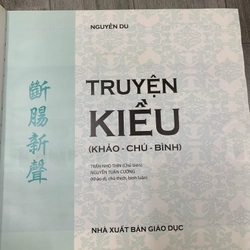 NGUYỄN DU
斷腸新聲
TRUYỆN
KIỀU
(KHẢO - CHÚ - BÌNH)
TRẦN NHO THÌN (Chủ biên)
NGUYỄN TUẤN CƯỜNG
(Khảo dị, chú thích, bình luận)
NHÀ XUẤT BẢN GIÁO DỤC